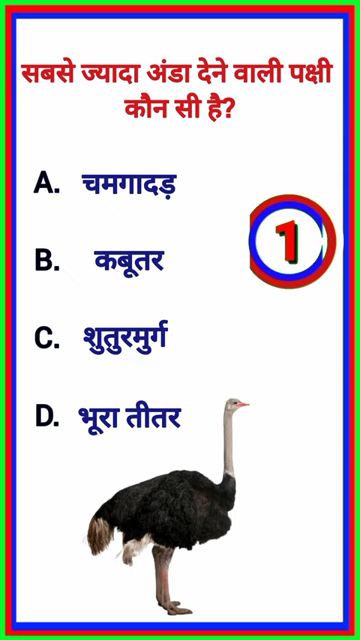 सबसे ज्यादा अंडा देने वाली पक्षी
कौन सी है?
A. चमगादड़
1
B. कबूतर
C. शुतुरमुर्ग
D. भूरा तीतर